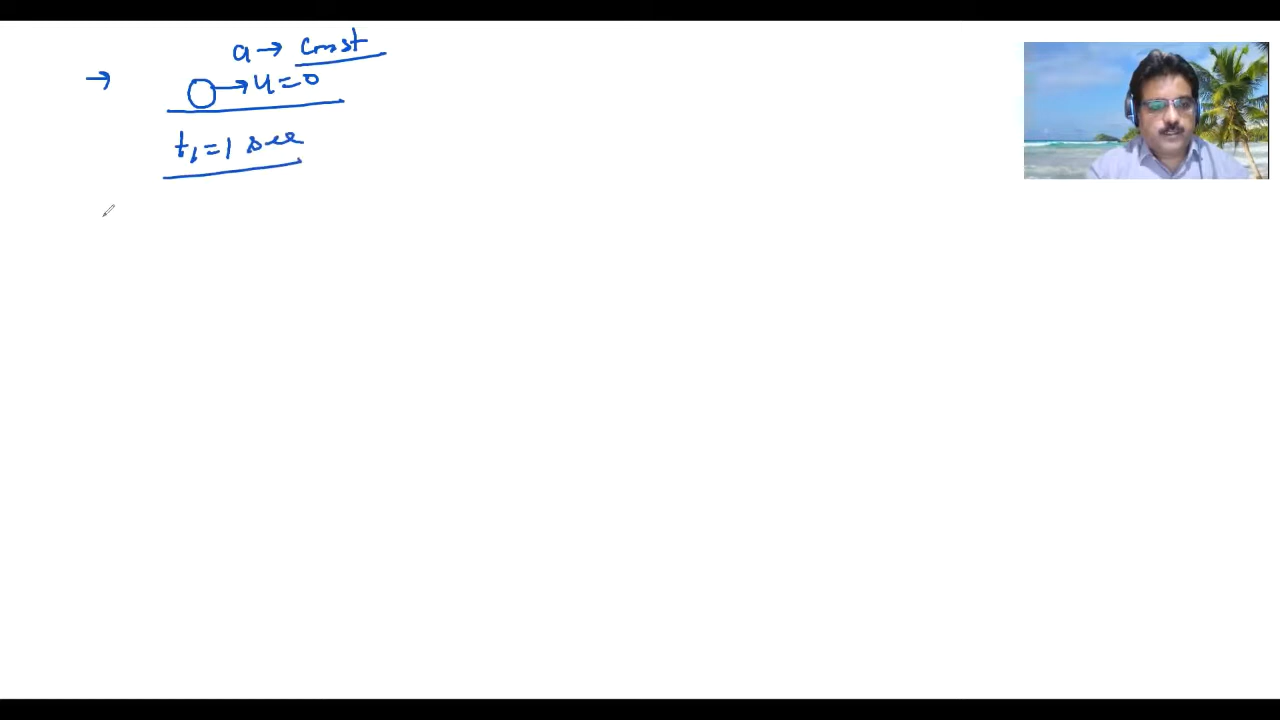 a → const
→ u=0
t₁=1 sec